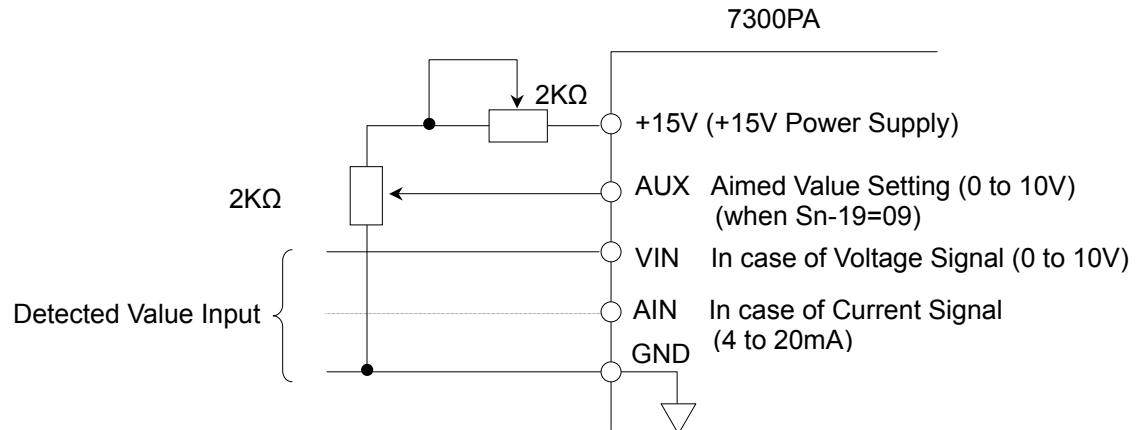 7300PA
2KΩ
+15V (+15V Power Supply)
2KΩ
AUX Aimed Value Setting (0 to 10V)
(when Sn-19=09)
VIN In case of Voltage Signal (0 to 10V)
Detected Value Input
AIN In case of Current Signal
(4 to 20mA)
GND